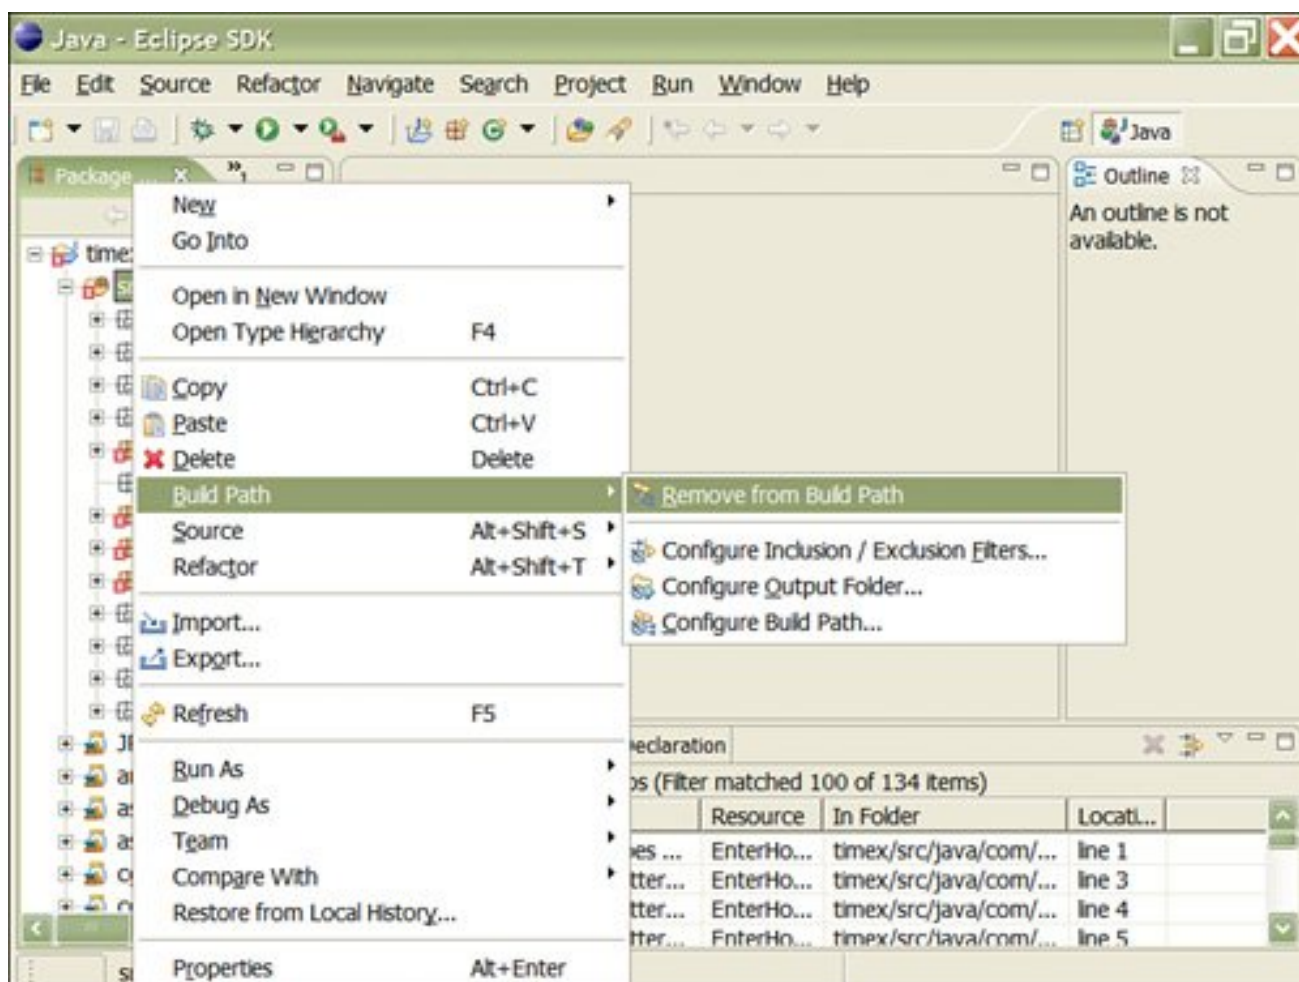 Java - Eclipse SDK
File Edit Source Refactor Navigate Search Project Run Window Help
Java
Package ... 1
Outline
An outline is not
available.
New
Go Into
Open in New Window
Open Type Hierarchy F4
Copy Ctrl+C
Paste Ctrl+V
Delete Delete
Build Path
Source Alt+Shift+S
Refactor Alt+Shift+T
Import...
Export...
Refresh F5
Run As
Debug As
Team
Compare With
Restore from Local History...
Properties Alt+Enter
Remove from Build Path
Configure Inclusion / Exclusion Filters...
Configure Output Folder...
Configure Build Path...
(Filter matched 100 of 134 items)
Resource In Folder Locati...
EnterHo... timex/src/java/com/... line 1
EnterHo... timex/src/java/com/... line 3
EnterHo... timex/src/java/com/... line 4
EnterHo... timex/src/java/com/... line 5